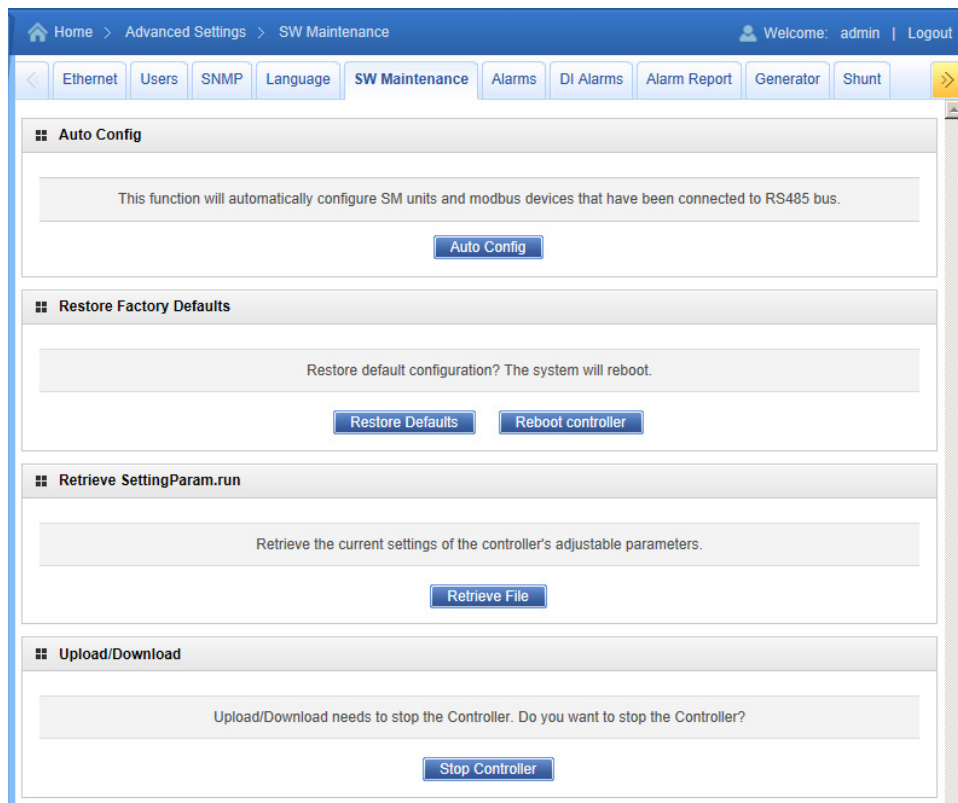 Home > Advanced Settings > SW Maintenance Welcome: admin | Logout
Ethernet Users SNMP Language SW Maintenance Alarms DI Alarms Alarm Report Generator Shunt
Auto Config
This function will automatically configure SM units and modbus devices that have been connected to RS485 bus.
Auto Config
Restore Factory Defaults
Restore default configuration? The system will reboot.
Restore Defaults Reboot controller
Retrieve SettingParam.run
Retrieve the current settings of the controller's adjustable parameters.
Retrieve File
Upload/Download
Upload/Download needs to stop the Controller. Do you want to stop the Controller?
Stop Controller